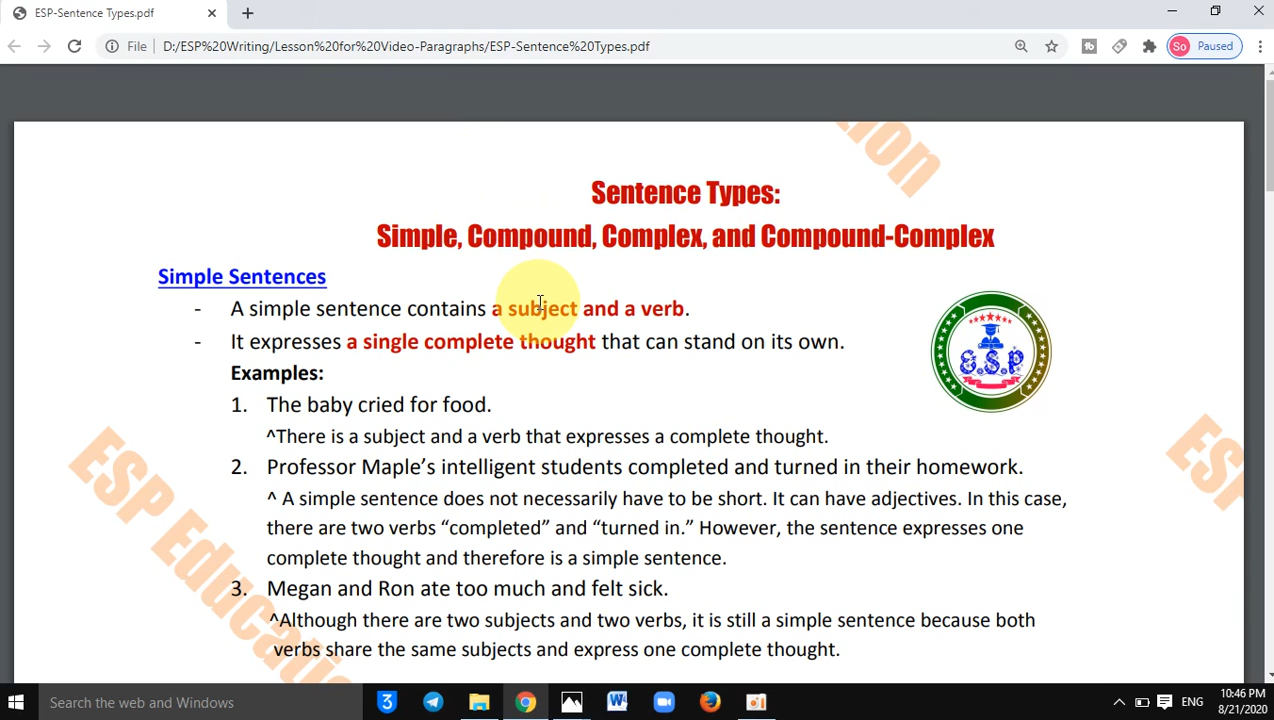 ESP-Sentence Types.pdf
File
D:/ESP%20Writing/Lesson%20for%20Video-Paragraphs/ESP-Sentence%20Types.pdf
So
Paused
tion
Sentence Types:
Simple, Compound, Complex, and Compound-Complex
Simple Sentences
- A simple sentence contains a subject and a verb.
- It expresses a single complete thought that can stand on its own.
E.S.P
Examples:
1. The baby cried for food.
^There is a subject and a verb that expresses a complete thought.
2. Professor Maple’s intelligent students completed and turned in their homework.
^ A simple sentence does not necessarily have to be short. It can have adjectives. In this case,
there are two verbs “completed” and “turned in.” However, the sentence expresses one
complete thought and therefore is a simple sentence.
3. Megan and Ron ate too much and felt sick.
^Although there are two subjects and two verbs, it is still a simple sentence because both
verbs share the same subjects and express one complete thought.
ESP Educatio
ESP
Search the web and Windows
ENG
10:46 PM
8/21/2020